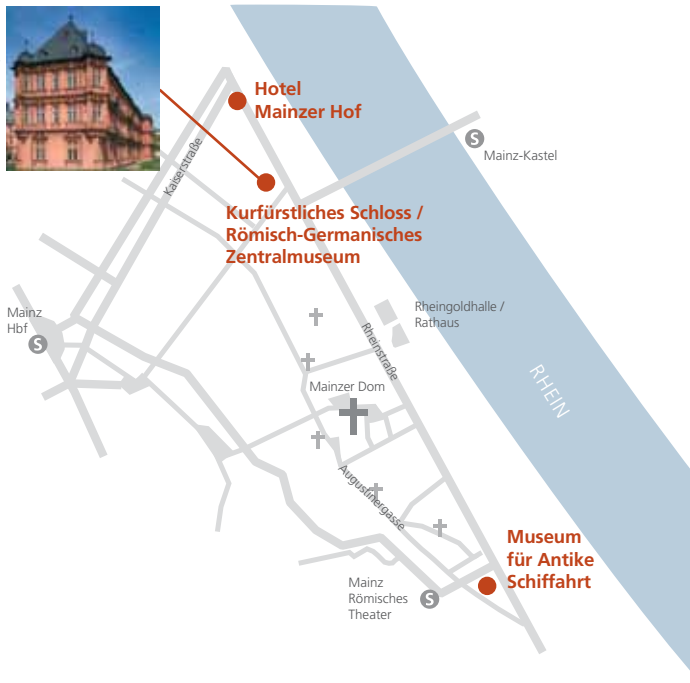 Hotel
Mainzer Hof
Kaiserstraße
S
Mainz-Kastel
Kurfürstliches Schloss /
Römisch-Germanisches
Zentralmuseum
Mainz
Hbf
S
Rheingoldhalle /
Rathaus
Rheinstraße
RHEIN
Mainzer Dom
Augustinergasse
Museum
für Antike
Schiffahrt
Mainz
Römisches
Theater
S